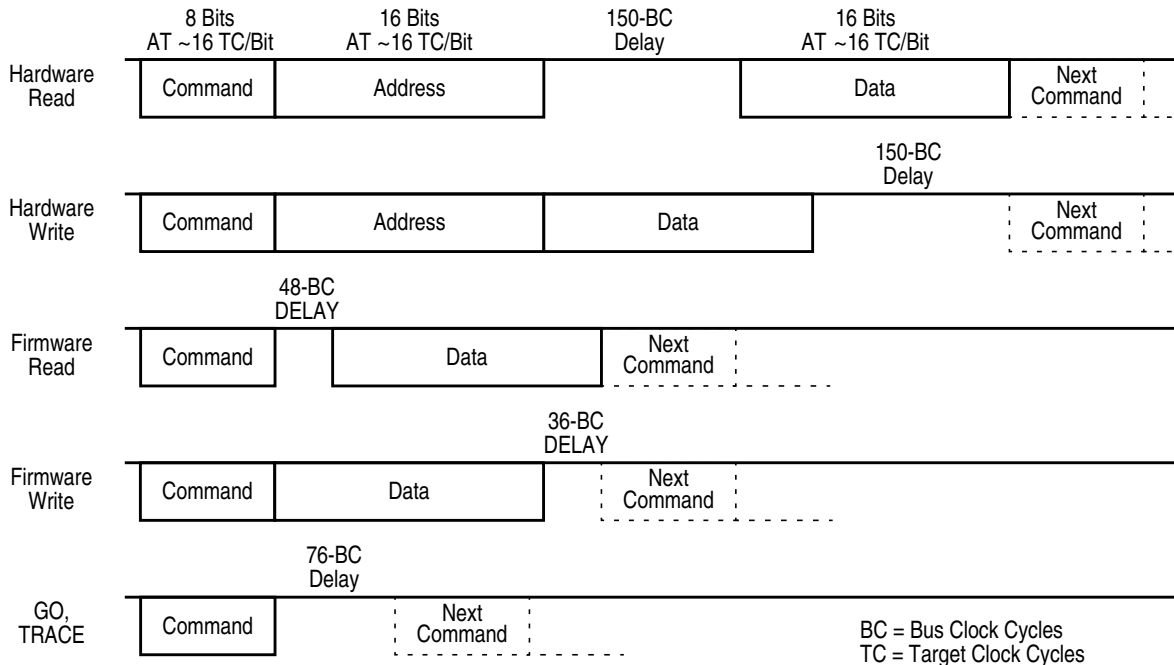 8 Bits
AT ~16 TC/Bit
16 Bits
AT ~16 TC/Bit
150-BC
Delay
16 Bits
AT ~16 TC/Bit
Hardware
Read
Command
Address
Data
Next
Command
150-BC
Delay
Hardware
Write
Command
Address
Data
Next
Command
48-BC
DELAY
Firmware
Read
Command
Data
Next
Command
36-BC
DELAY
Firmware
Write
Command
Data
Next
Command
76-BC
Delay
GO,
TRACE
Command
Next
Command
BC = Bus Clock Cycles
TC = Target Clock Cycles